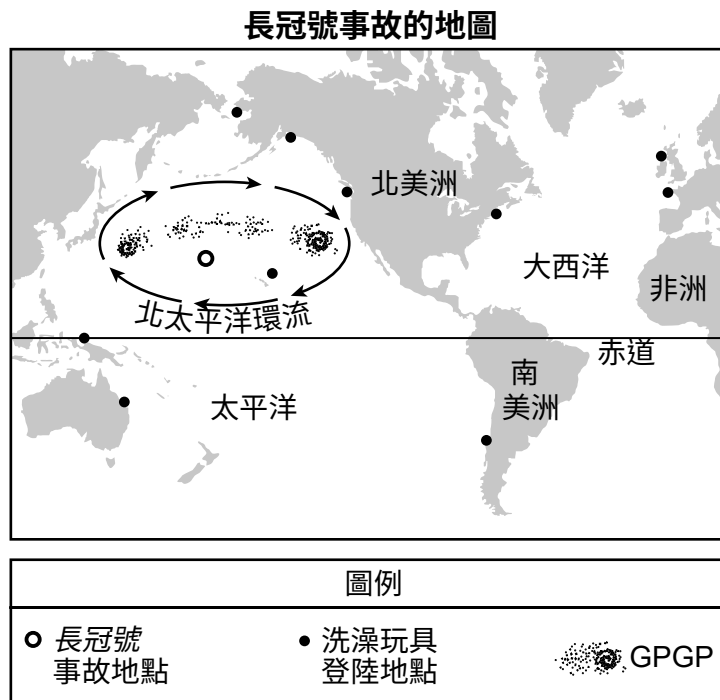 長冠號事故的地圖
北美洲
大西洋
非洲
北太平洋環流
赤道
南
美洲
太平洋
圖例
長冠號
事故地點
洗澡玩具
登陸地點
GPGP